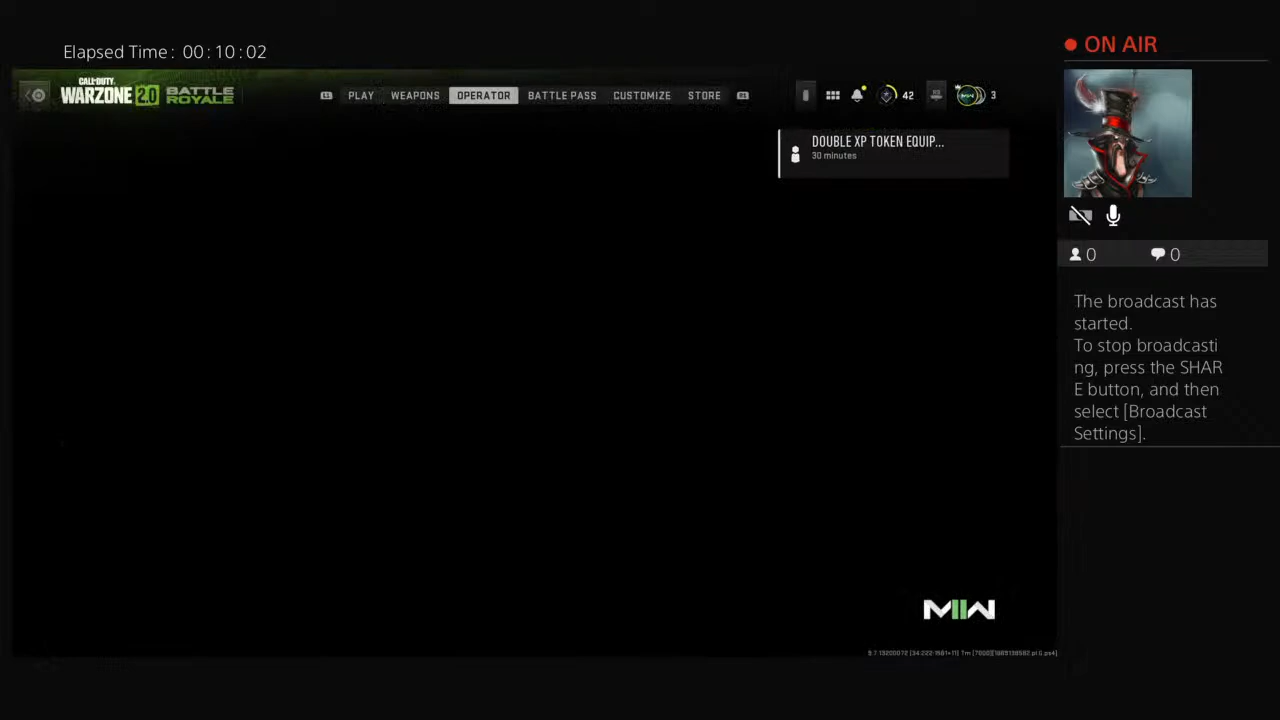 Elapsed Time: 00:10:02
ON AIR
CALL OF DUTY
WARZONE 2.0 BATTLE ROYALE
L1 PLAY WEAPONS OPERATOR BATTLE PASS CUSTOMIZE STORE R1
42
3
DOUBLE XP TOKEN EQUIP...
30 minutes
0 0
The broadcast has
started.
To stop broadcasti
ng, press the SHAR
E button, and then
select [Broadcast
Settings].
MIIW